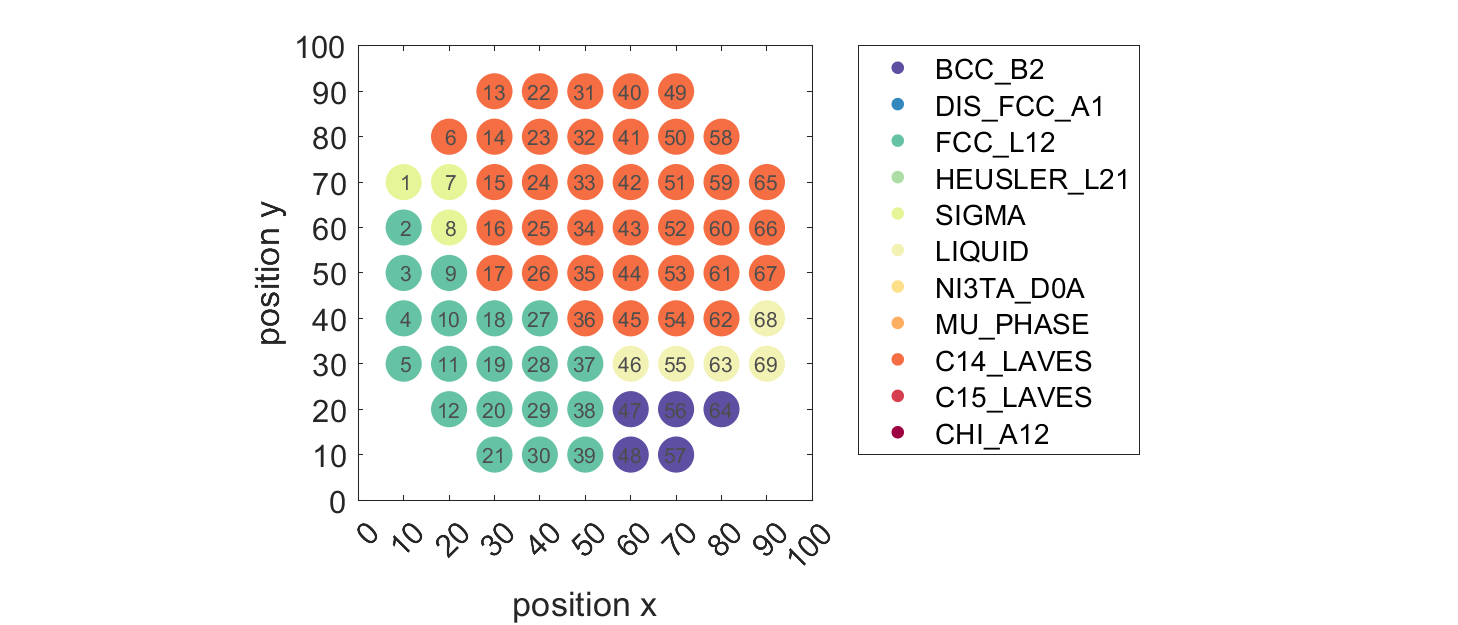 100
90 13 22 31 40 49
80 6 14 23 32 41 50 58
70 1 7 15 24 33 42 51 59 65
60 2 8 16 25 34 43 52 60 66
50 3 9 17 26 35 44 53 61 67
40 4 10 18 27 36 45 54 62 68
30 5 11 19 28 37 46 55 63 69
20 12 20 29 38 47 56 64
10 21 30 39 48 57
0
position y
0 10 20 30 40 50 60 70 80 90 100
position x
BCC_B2
DIS_FCC_A1
FCC_L12
HEUSLER_L21
SIGMA
LIQUID
NI3TA_D0A
MU_PHASE
C14_LAVES
C15_LAVES
CHI_A12